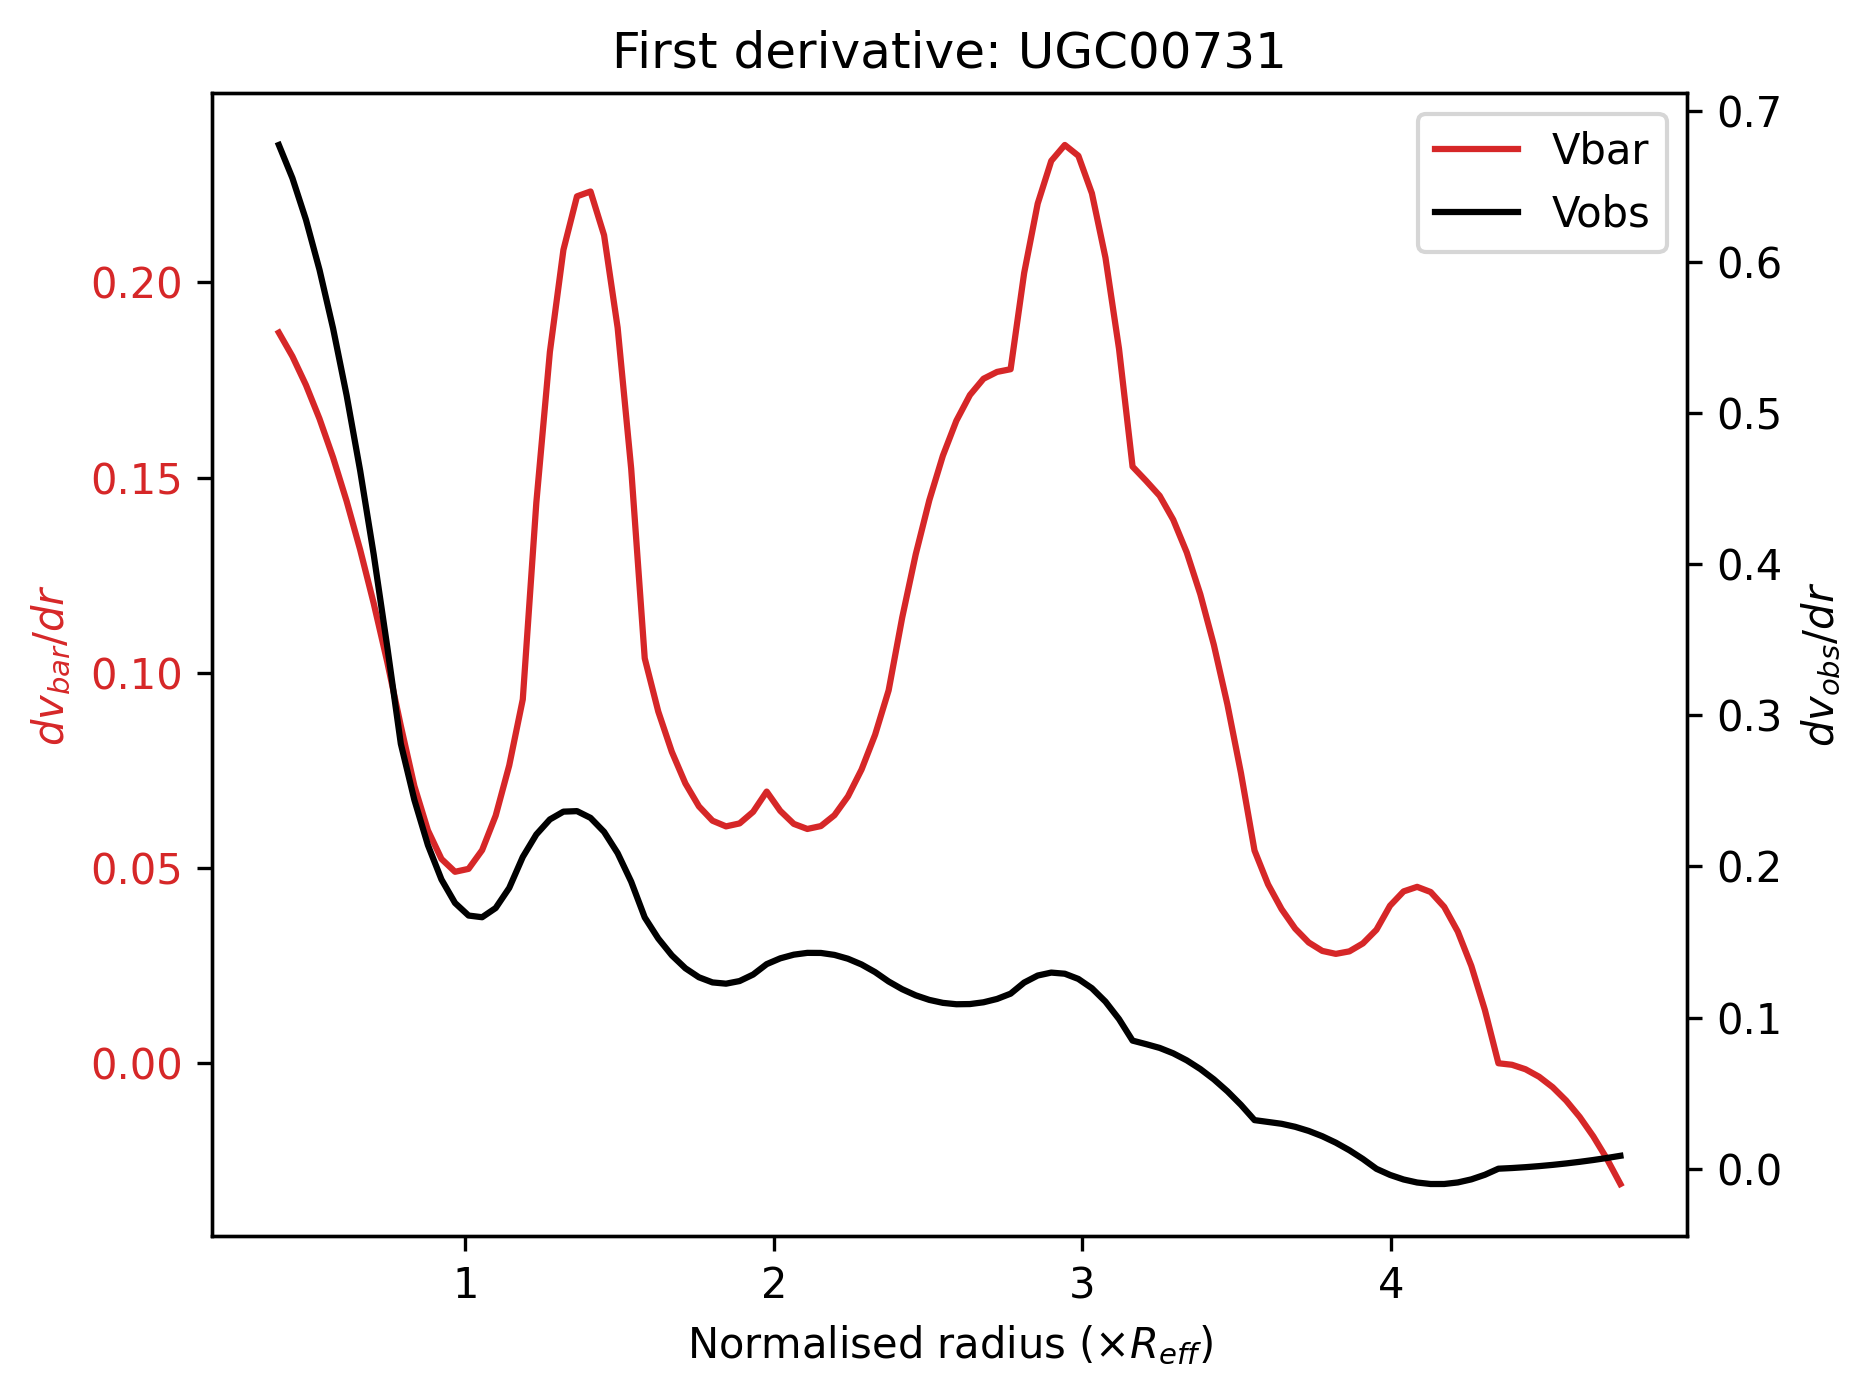 First derivative: UGC00731
Vbar
Vobs
0.20
0.15
0.10
0.05
0.00
dv_bar/dr
0.7
0.6
0.5
0.4
0.3
0.2
0.1
0.0
dv_obs/dr
1 2 3 4
Normalised radius (×R_eff)